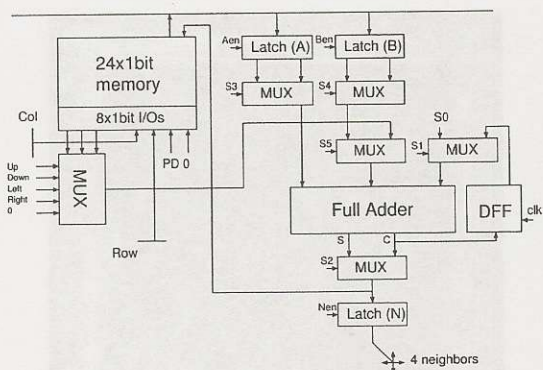 24x1bit
memory
8x1bit I/Os
Col
Up
Down
Left
Right
0
MUX
PD 0
Row
Aen
Latch (A)
Ben
Latch (B)
S3
MUX
S4
MUX
S5
MUX
S0
S1
MUX
Full Adder
DFF
clk
S
C
S2
MUX
Nen
Latch (N)
4 neighbors